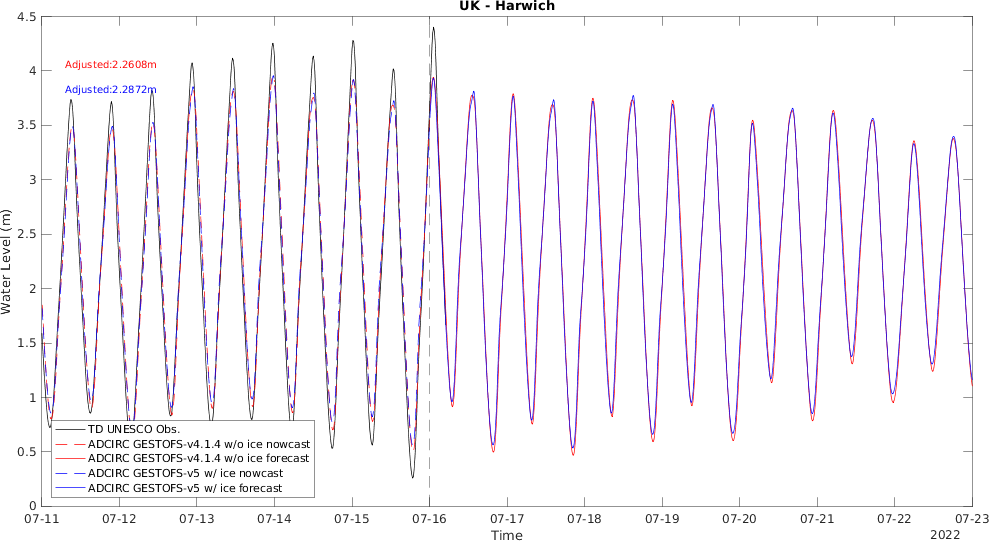 UK - Harwich
4.5
4
3.5
3
2.5
2
1.5
1
0.5
0
Water Level (m)
Adjusted:2.2608m
Adjusted:2.2872m
TD UNESCO Obs.
ADCIRC GESTOFS-v4.1.4 w/o ice nowcast
ADCIRC GESTOFS-v4.1.4 w/o ice forecast
ADCIRC GESTOFS-v5 w/ ice nowcast
ADCIRC GESTOFS-v5 w/ ice forecast
07-11 07-12 07-13 07-14 07-15 07-16 07-17 07-18 07-19 07-20 07-21 07-22 07-23
Time
2022